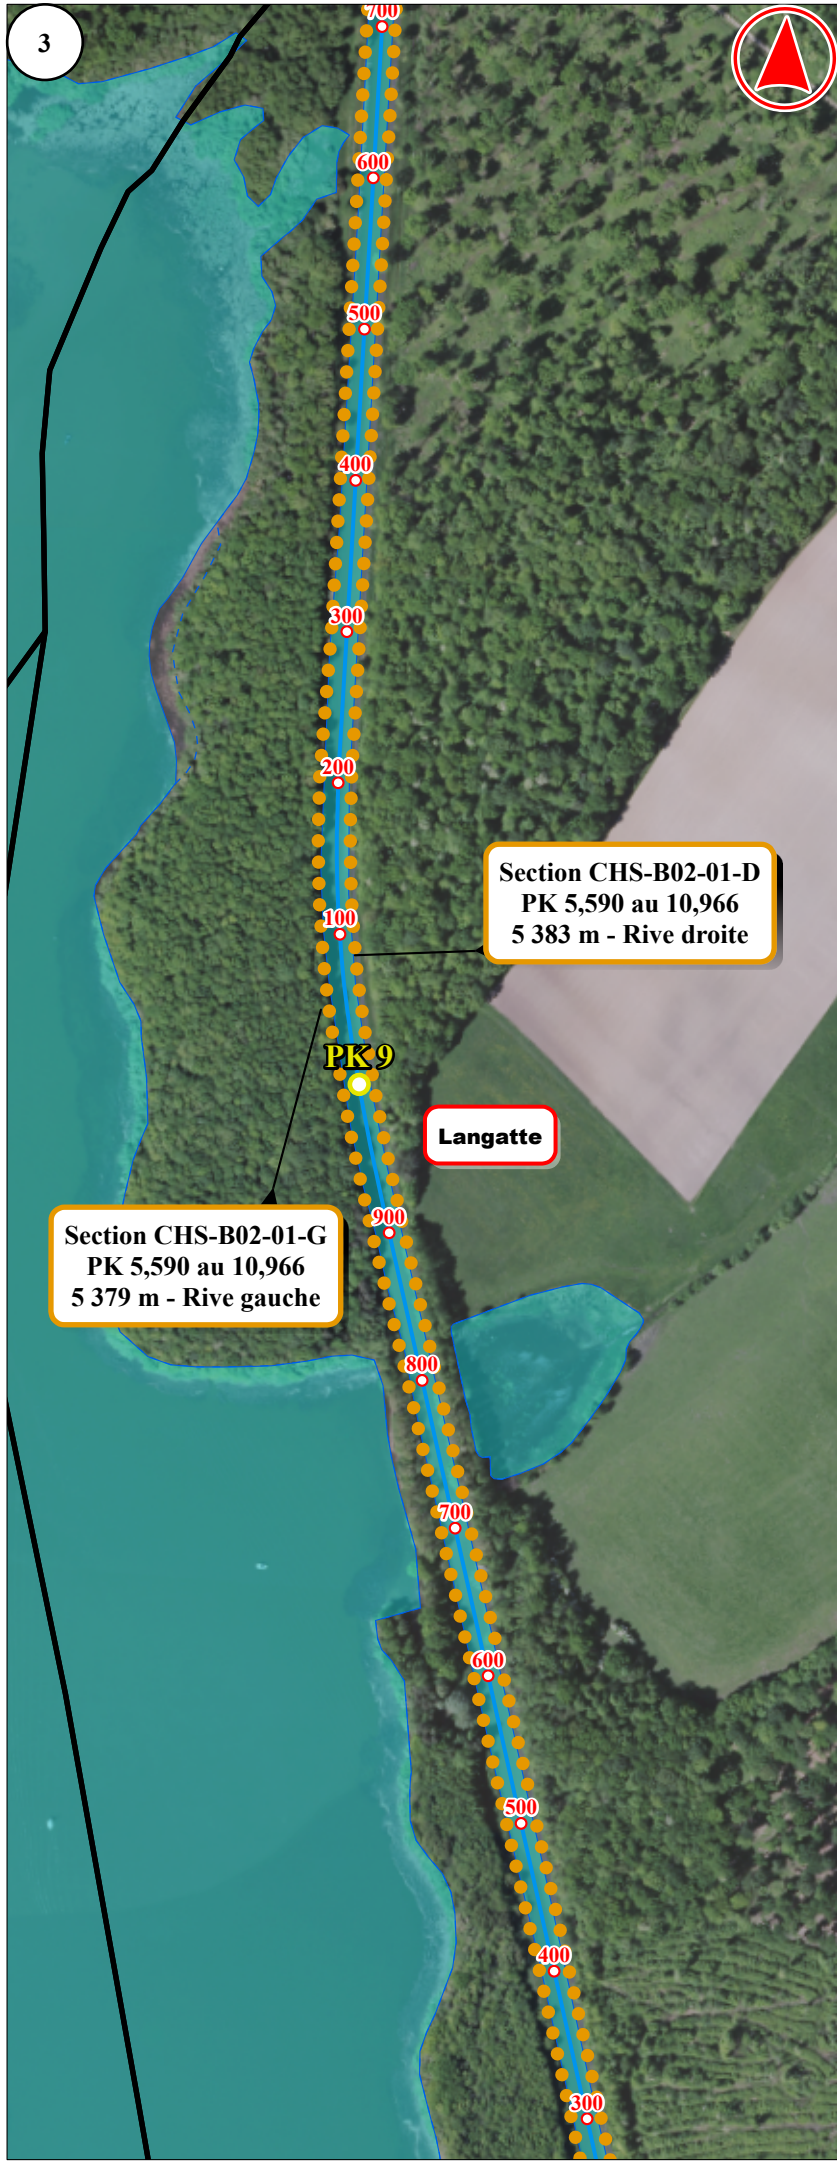 3
700
600
500
400
300
200
Section CHS-B02-01-D
PK 5,590 au 10,966
5 383 m - Rive droite
100
PK 9
Langatte
900
Section CHS-B02-01-G
PK 5,590 au 10,966
5 379 m - Rive gauche
800
700
600
500
400
300